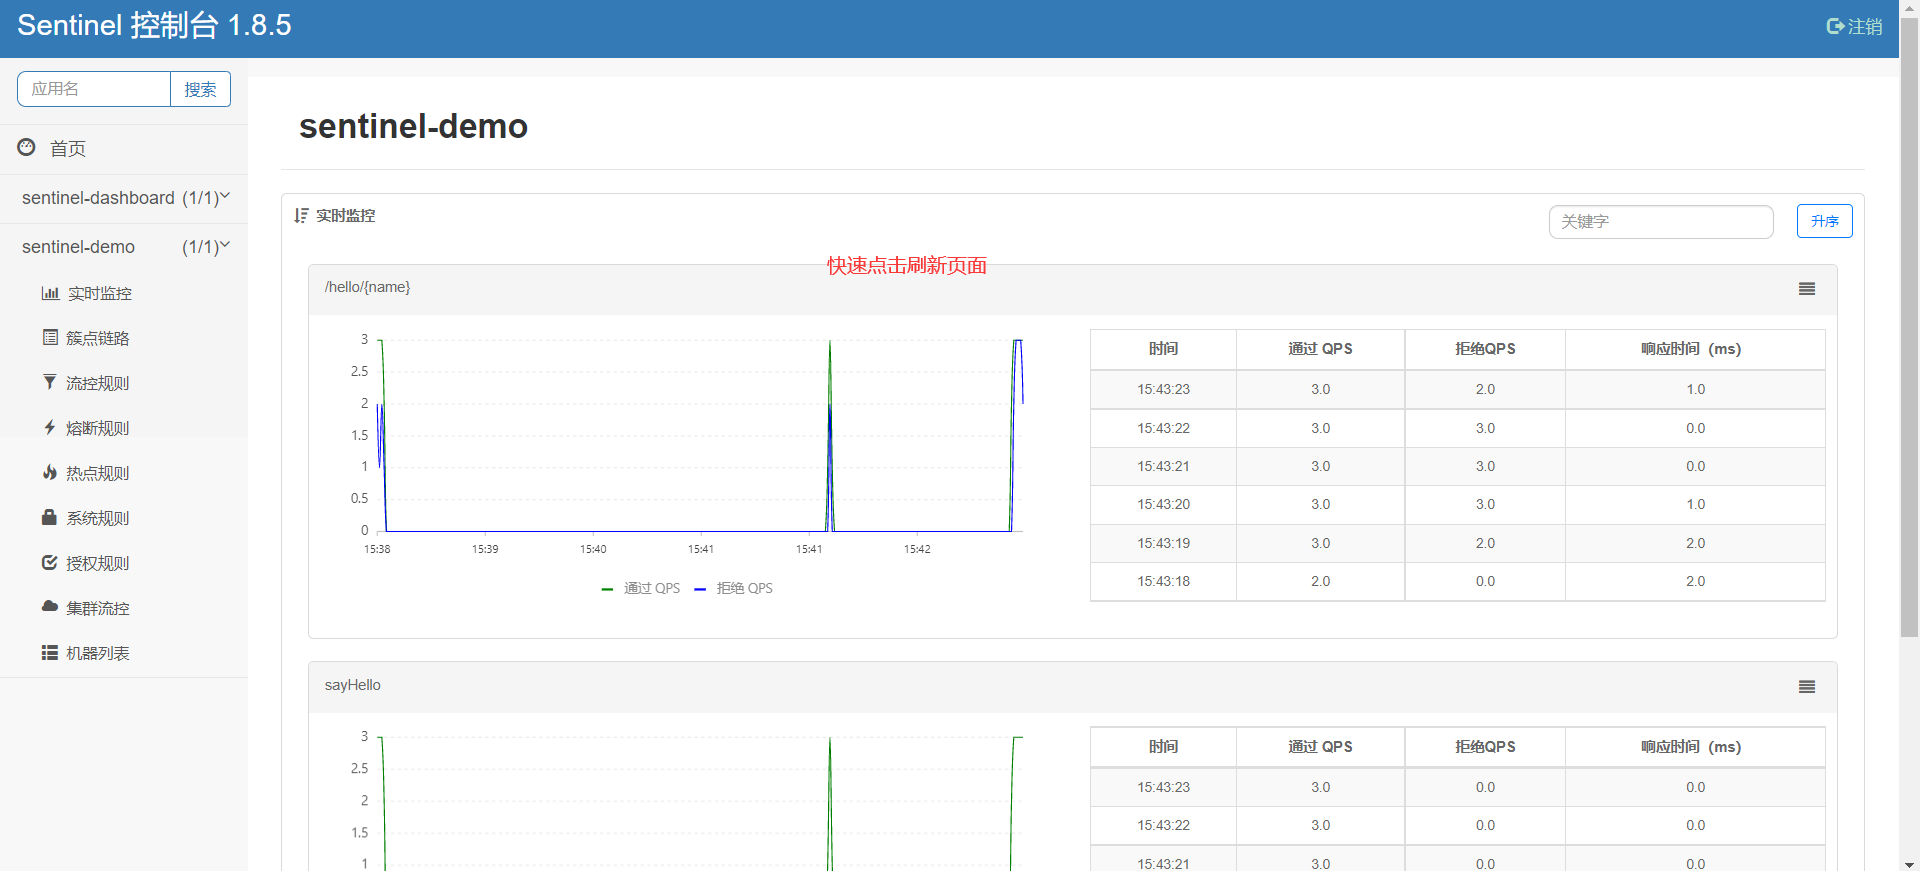 Sentinel 控制台 1.8.5
注销
应用名 搜索
首页
sentinel-dashboard (1/1)
sentinel-demo (1/1)
实时监控
簇点链路
流控规则
熔断规则
热点规则
系统规则
授权规则
集群流控
机器列表
sentinel-demo
实时监控
关键字 升序
快速点击刷新页面
/hello/{name}
3
2.5
2
1.5
1
0.5
0
15:38 15:39 15:40 15:41 15:41 15:42
通过 QPS 拒绝 QPS
时间 通过 QPS 拒绝QPS 响应时间 (ms)
15:43:23 3.0 2.0 1.0
15:43:22 3.0 3.0 0.0
15:43:21 3.0 3.0 0.0
15:43:20 3.0 3.0 1.0
15:43:19 3.0 2.0 2.0
15:43:18 2.0 0.0 2.0
sayHello
3
2.5
2
1.5
1
时间 通过 QPS 拒绝QPS 响应时间 (ms)
15:43:23 3.0 0.0 0.0
15:43:22 3.0 0.0 0.0
15:43:21 3.0 0.0 0.0